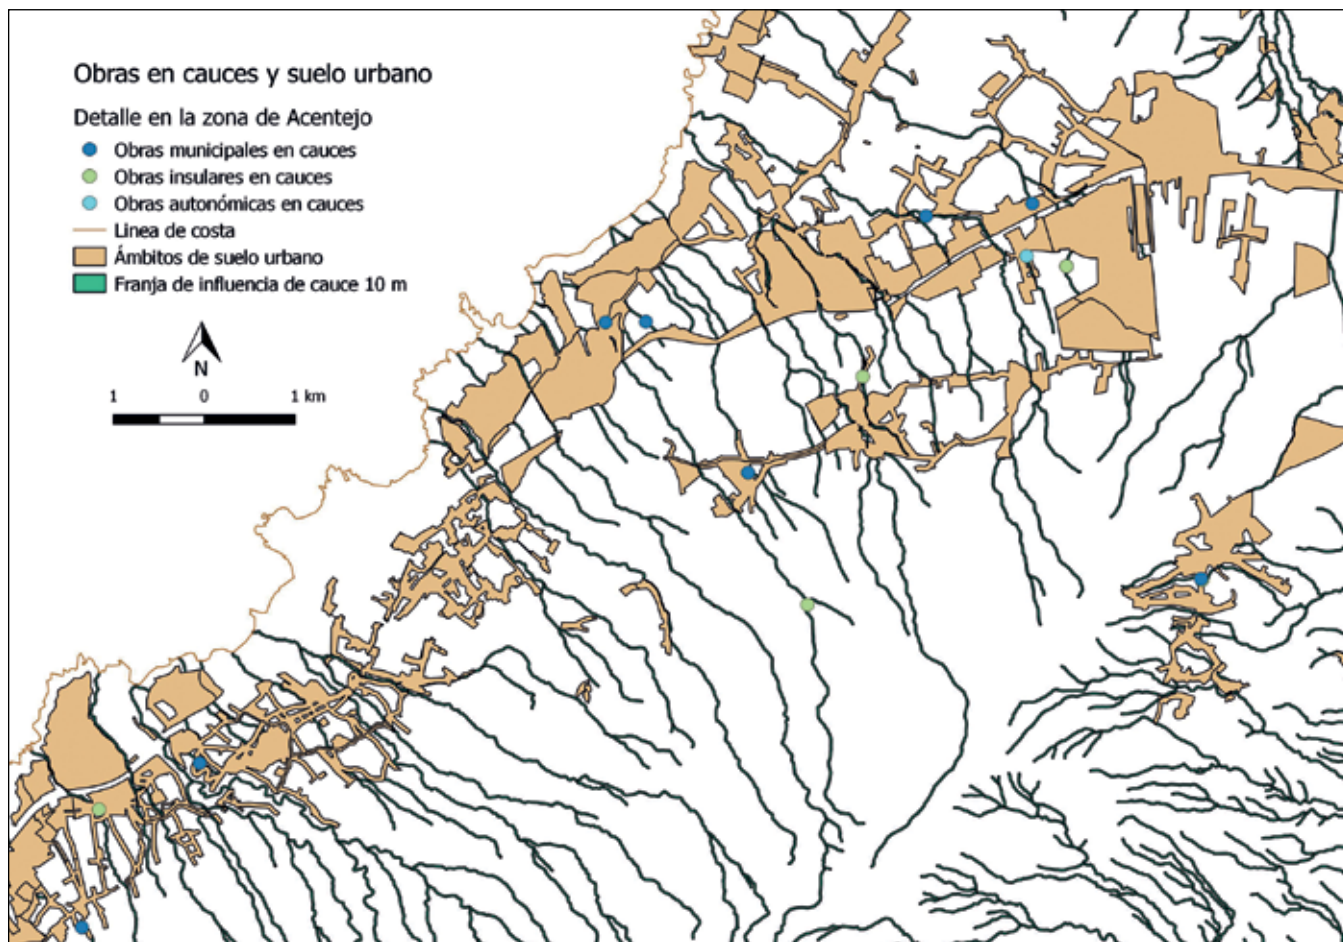 Obras en cauces y suelo urbano
Detalle en la zona de Acentejo
Obras municipales en cauces
Obras insulares en cauces
Obras autonómicas en cauces
Linea de costa
Ámbitos de suelo urbano
Franja de influencia de cauce 10 m
N
1 0 1 km